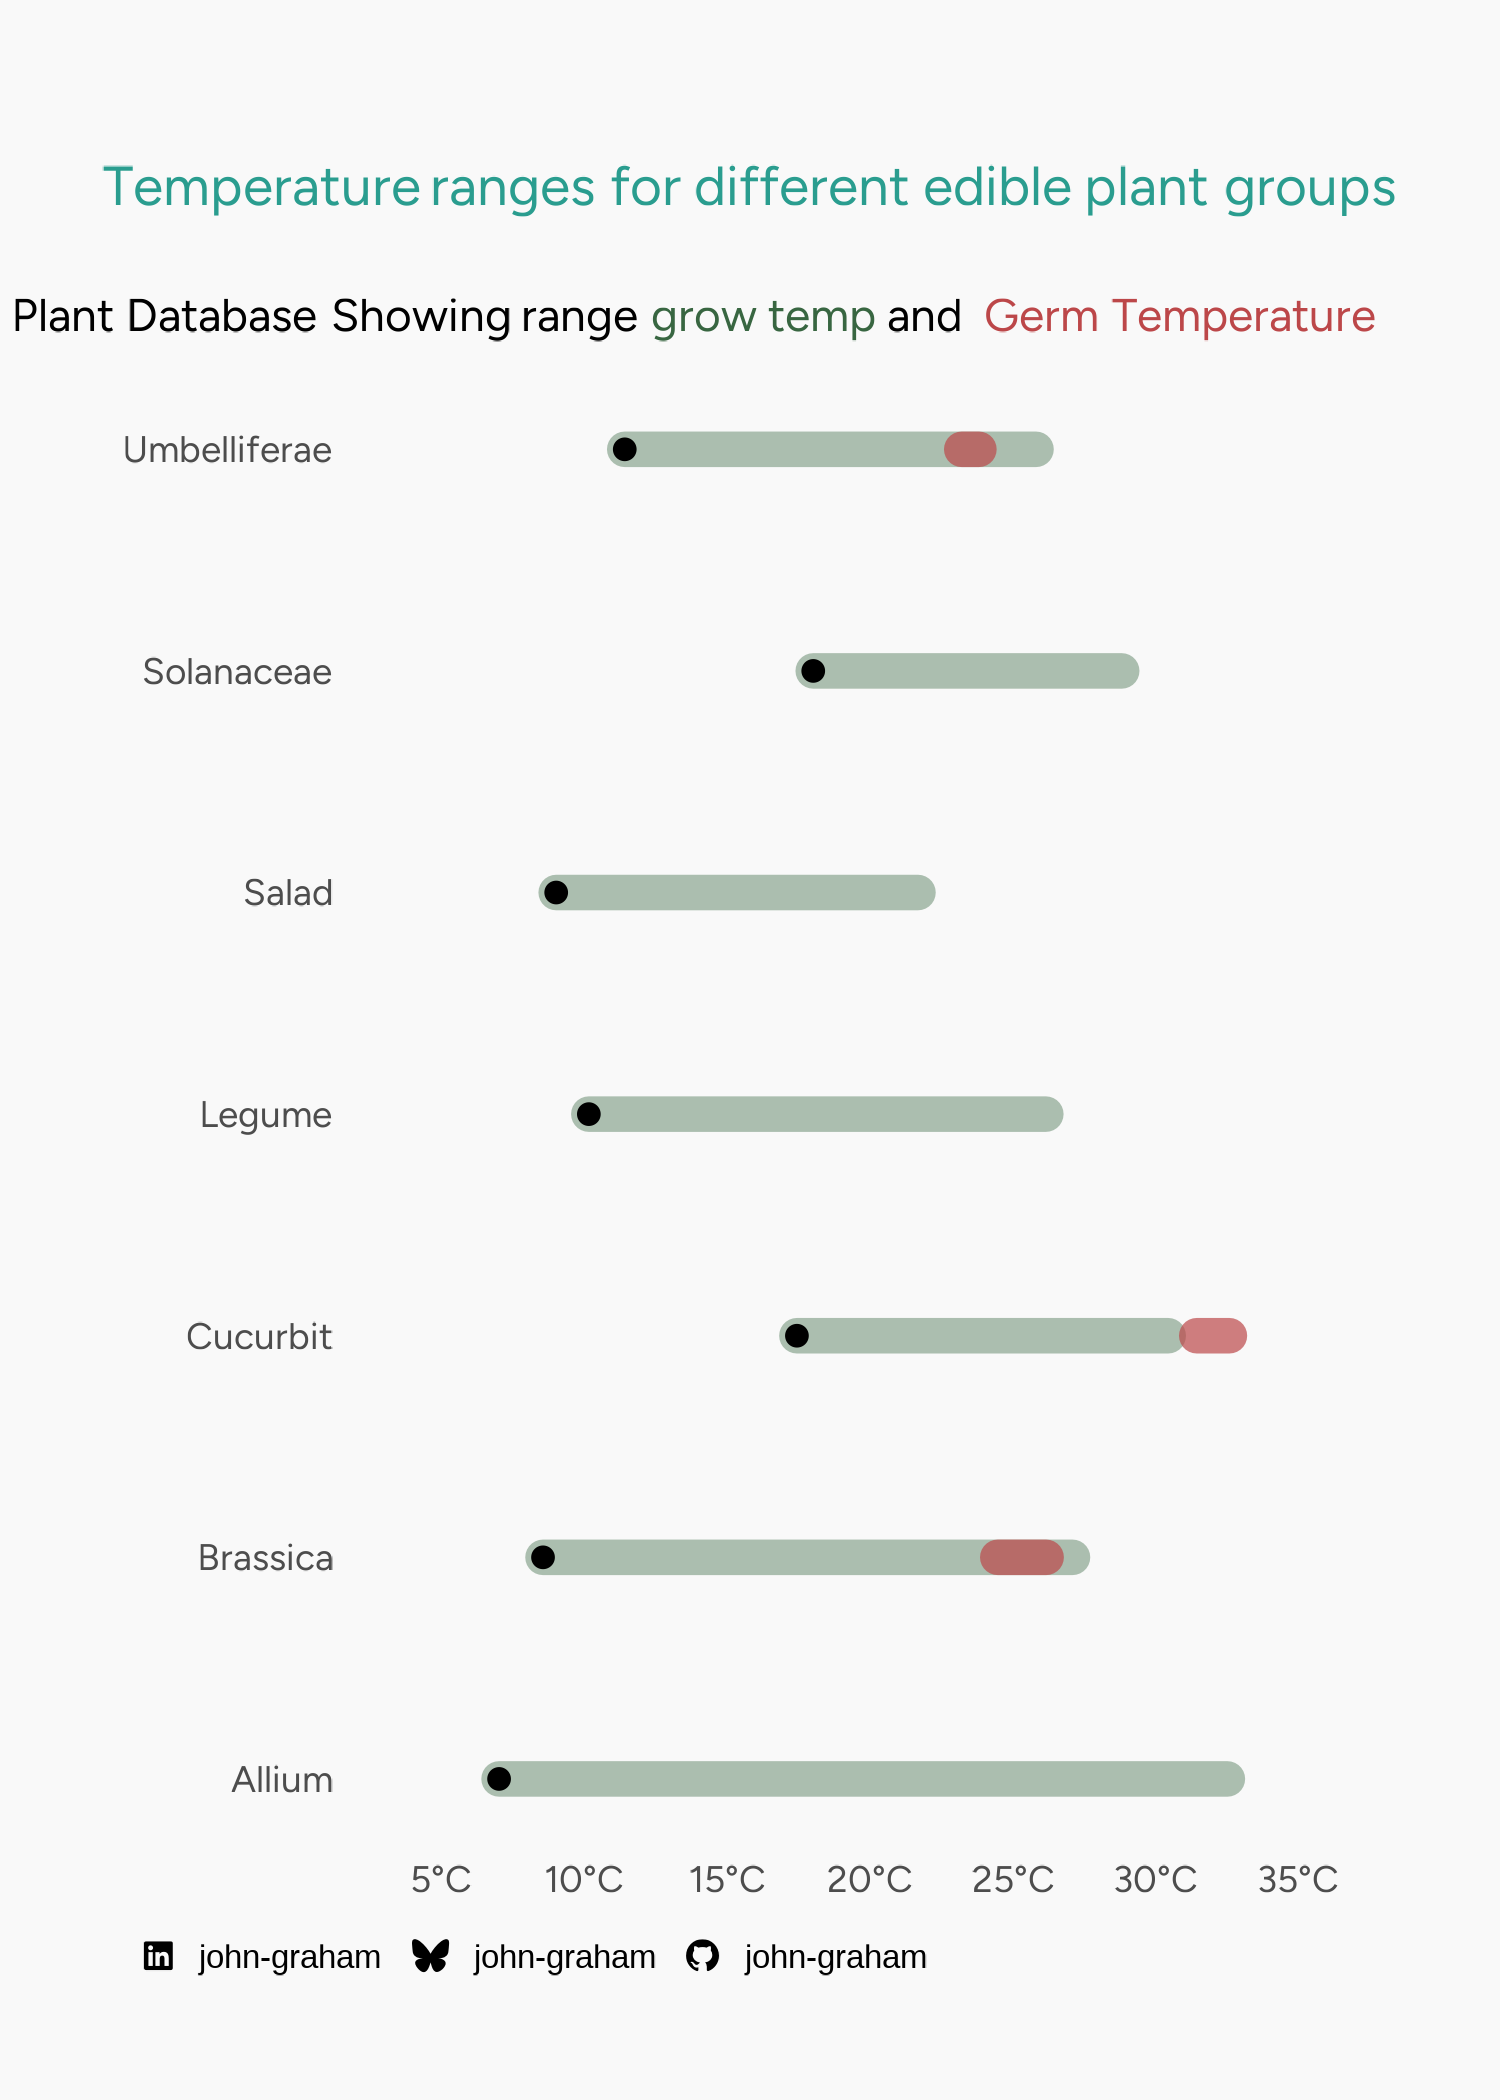 Temperature ranges for different edible plant groups
Plant Database Showing range grow temp and Germ Temperature
Umbelliferae
Solanaceae
Salad
Legume
Cucurbit
Brassica
Allium
5°C 10°C 15°C 20°C 25°C 30°C 35°C
in john-graham john-graham john-graham